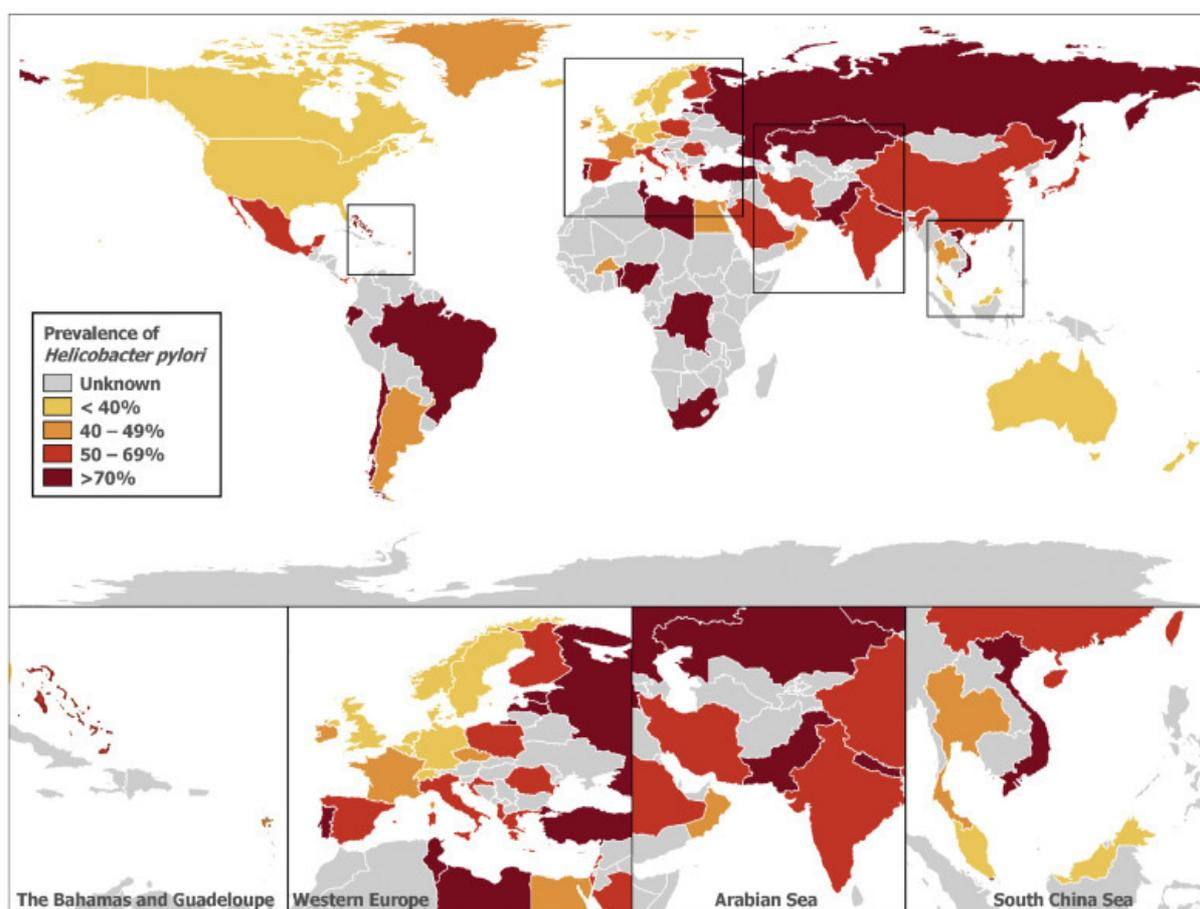 Prevalence of
Helicobacter pylori
Unknown
< 40%
40 – 49%
50 – 69%
>70%
The Bahamas and Guadeloupe
Western Europe
Arabian Sea
South China Sea